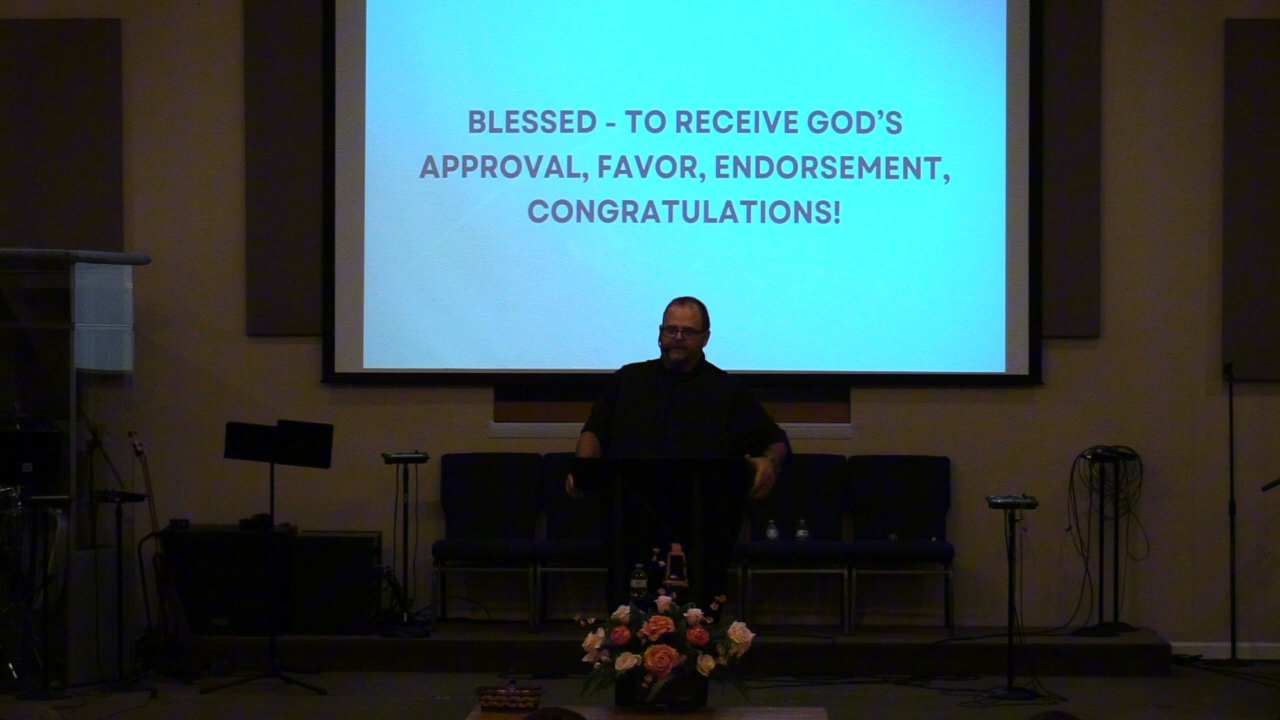 BLESSED - TO RECEIVE GOD'S
APPROVAL, FAVOR, ENDORSEMENT,
CONGRATULATIONS!